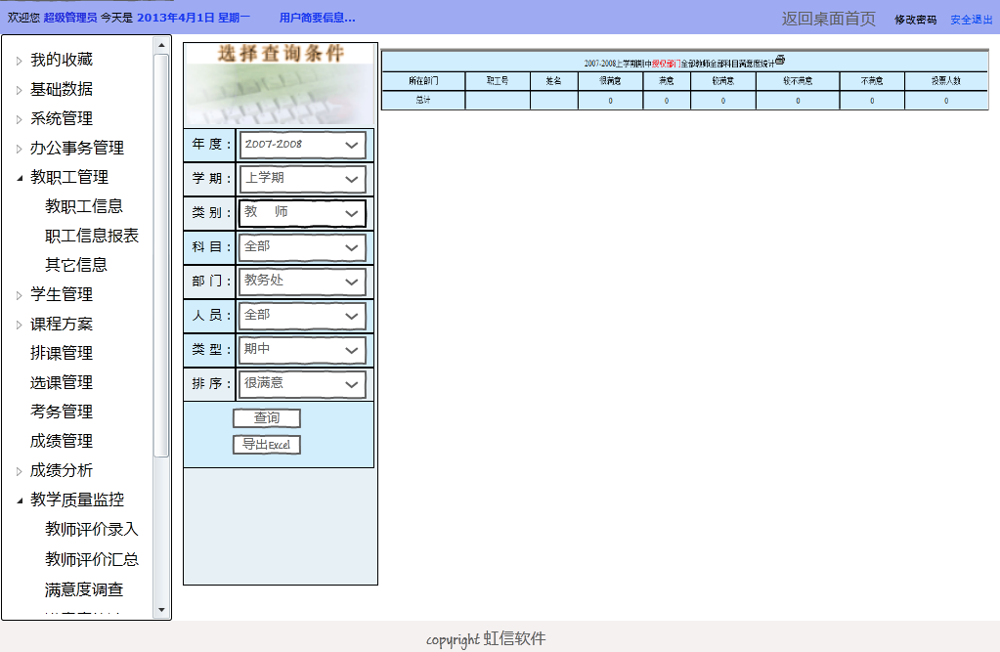 欢迎您 超级管理员 今天是 2013年4月1日 星期一 用户简要信息... 返回桌面首页 修改密码 安全退出
我的收藏
基础数据
系统管理
办公事务管理
教职工管理
教职工信息
职工信息报表
其它信息
学生管理
课程方案
排课管理
选课管理
考务管理
成绩管理
成绩分析
教学质量监控
教师评价录入
教师评价汇总
满意度调查
选择查询条件
年 度： 2007-2008
学 期： 上学期
类 别： 教 师
科 目： 全部
部 门： 教务处
人 员： 全部
类 型： 期中
排 序： 很满意
查询
导出Excel
2007-2008上学期期中授权部门全部教师全部科目满意度统计
所在部门 职工号 姓名 很满意 满意 较满意 较不满意 不满意 投票人数
总计 0 0 0 0 0 0
copyright 虹信软件